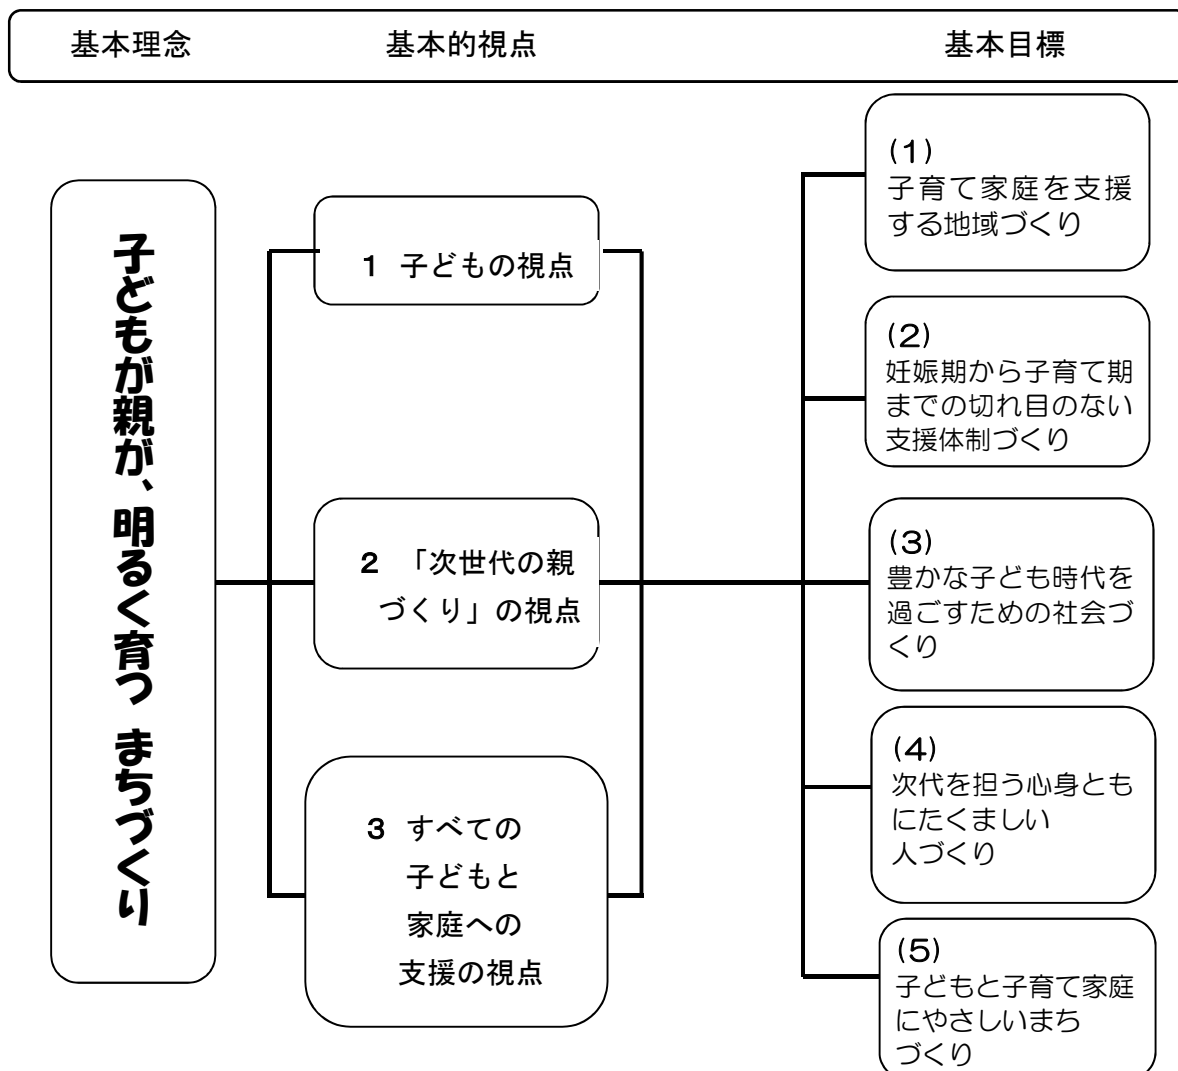 基本理念 基本的視点 基本目標
子どもが親が、明るく育つ まちづくり
1 子どもの視点
2 「次世代の親
づくり」の視点
3 すべての
子どもと
家庭への
支援の視点
(1)
子育て家庭を支援
する地域づくり
(2)
妊娠期から子育て期
までの切れ目のない
支援体制づくり
(3)
豊かな子ども時代を
過ごすための社会づ
くり
(4)
次代を担う心身とも
にたくましい
人づくり
(5)
子どもと子育て家庭
にやさしいまち
づくり